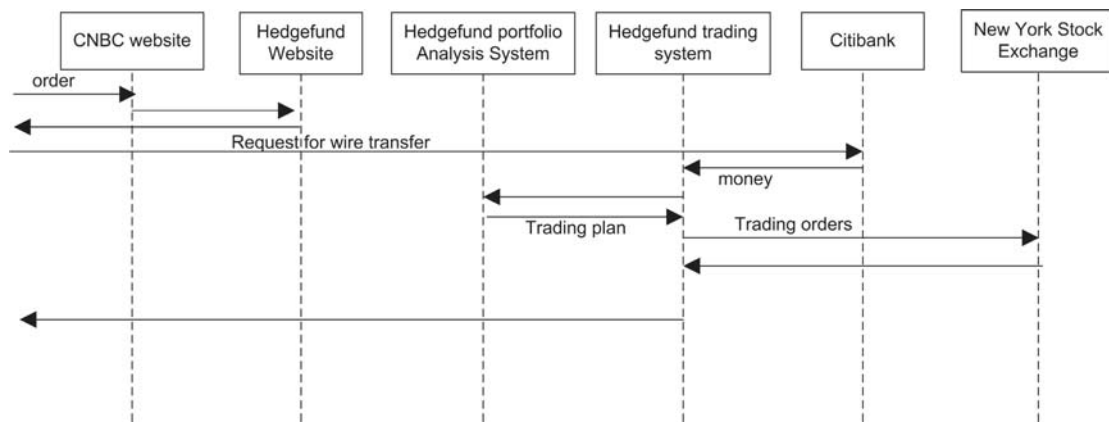 CNBC website
Hedgefund
Website
Hedgefund portfolio
Analysis System
Hedgefund trading
system
Citibank
New York Stock
Exchange
order
Request for wire transfer
money
Trading plan
Trading orders